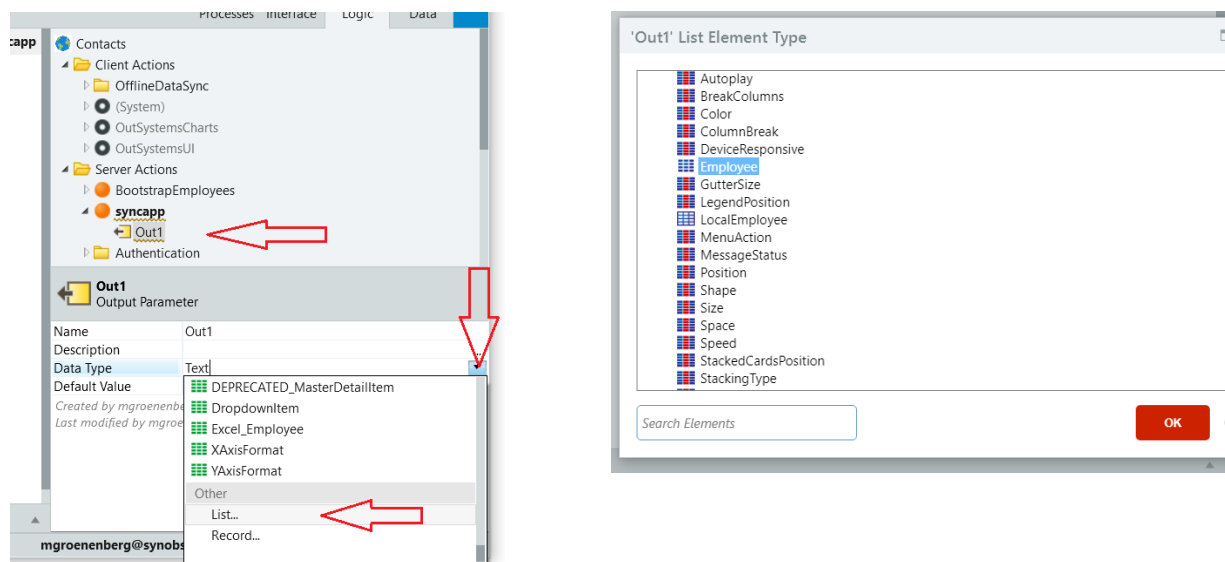 Processes Interface Logic Data
capp
Contacts
Client Actions
OfflineDataSync
(System)
OutSystemsCharts
OutSystemsUI
Server Actions
BootstrapEmployees
syncapp
Out1
Authentication
Out1
Output Parameter
Name Out1
Description ...
Data Type Text
Default Value
Created by mgroenenbe
Last modified by mgroe
DEPRECATED_MasterDetailItem
DropdownItem
Excel_Employee
XAxisFormat
YAxisFormat
Other
List...
Record...
mgroenenberg@synobs
'Out1' List Element Type
Autoplay
BreakColumns
Color
ColumnBreak
DeviceResponsive
Employee
GutterSize
LegendPosition
LocalEmployee
MenuAction
MessageStatus
Position
Shape
Size
Space
Speed
StackedCardsPosition
StackingType
Search Elements
OK